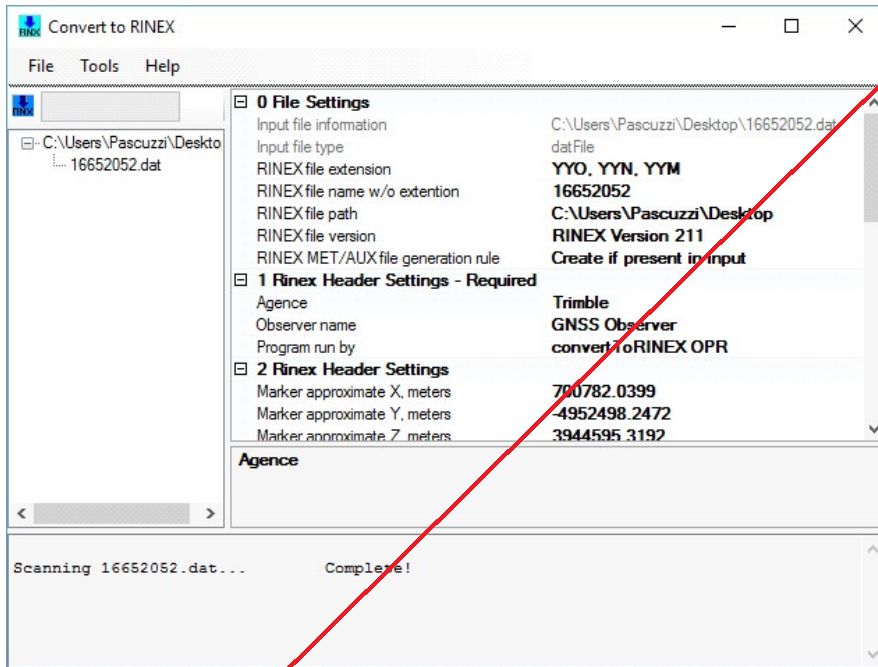 Convert to RINEX
File Tools Help
RINX
C:\Users\Pascuzzi\Deskto
16652052.dat
0 File Settings
Input file information C:\Users\Pascuzzi\Desktop\16652052.dat
Input file type datFile
RINEX file extension YYO, YYN, YYM
RINEX file name w/o extention 16652052
RINEX file path C:\Users\Pascuzzi\Desktop
RINEX file version RINEX Version 211
RINEX MET/AUX file generation rule Create if present in input
1 Rinex Header Settings - Required
Agence Trimble
Observer name GNSS Observer
Program run by convertToRINEX OPR
2 Rinex Header Settings
Marker approximate X, meters 700782.0399
Marker approximate Y, meters -4952498.2472
Marker approximate Z, meters 3944595.3192
Agence
Scanning 16652052.dat... Complete!